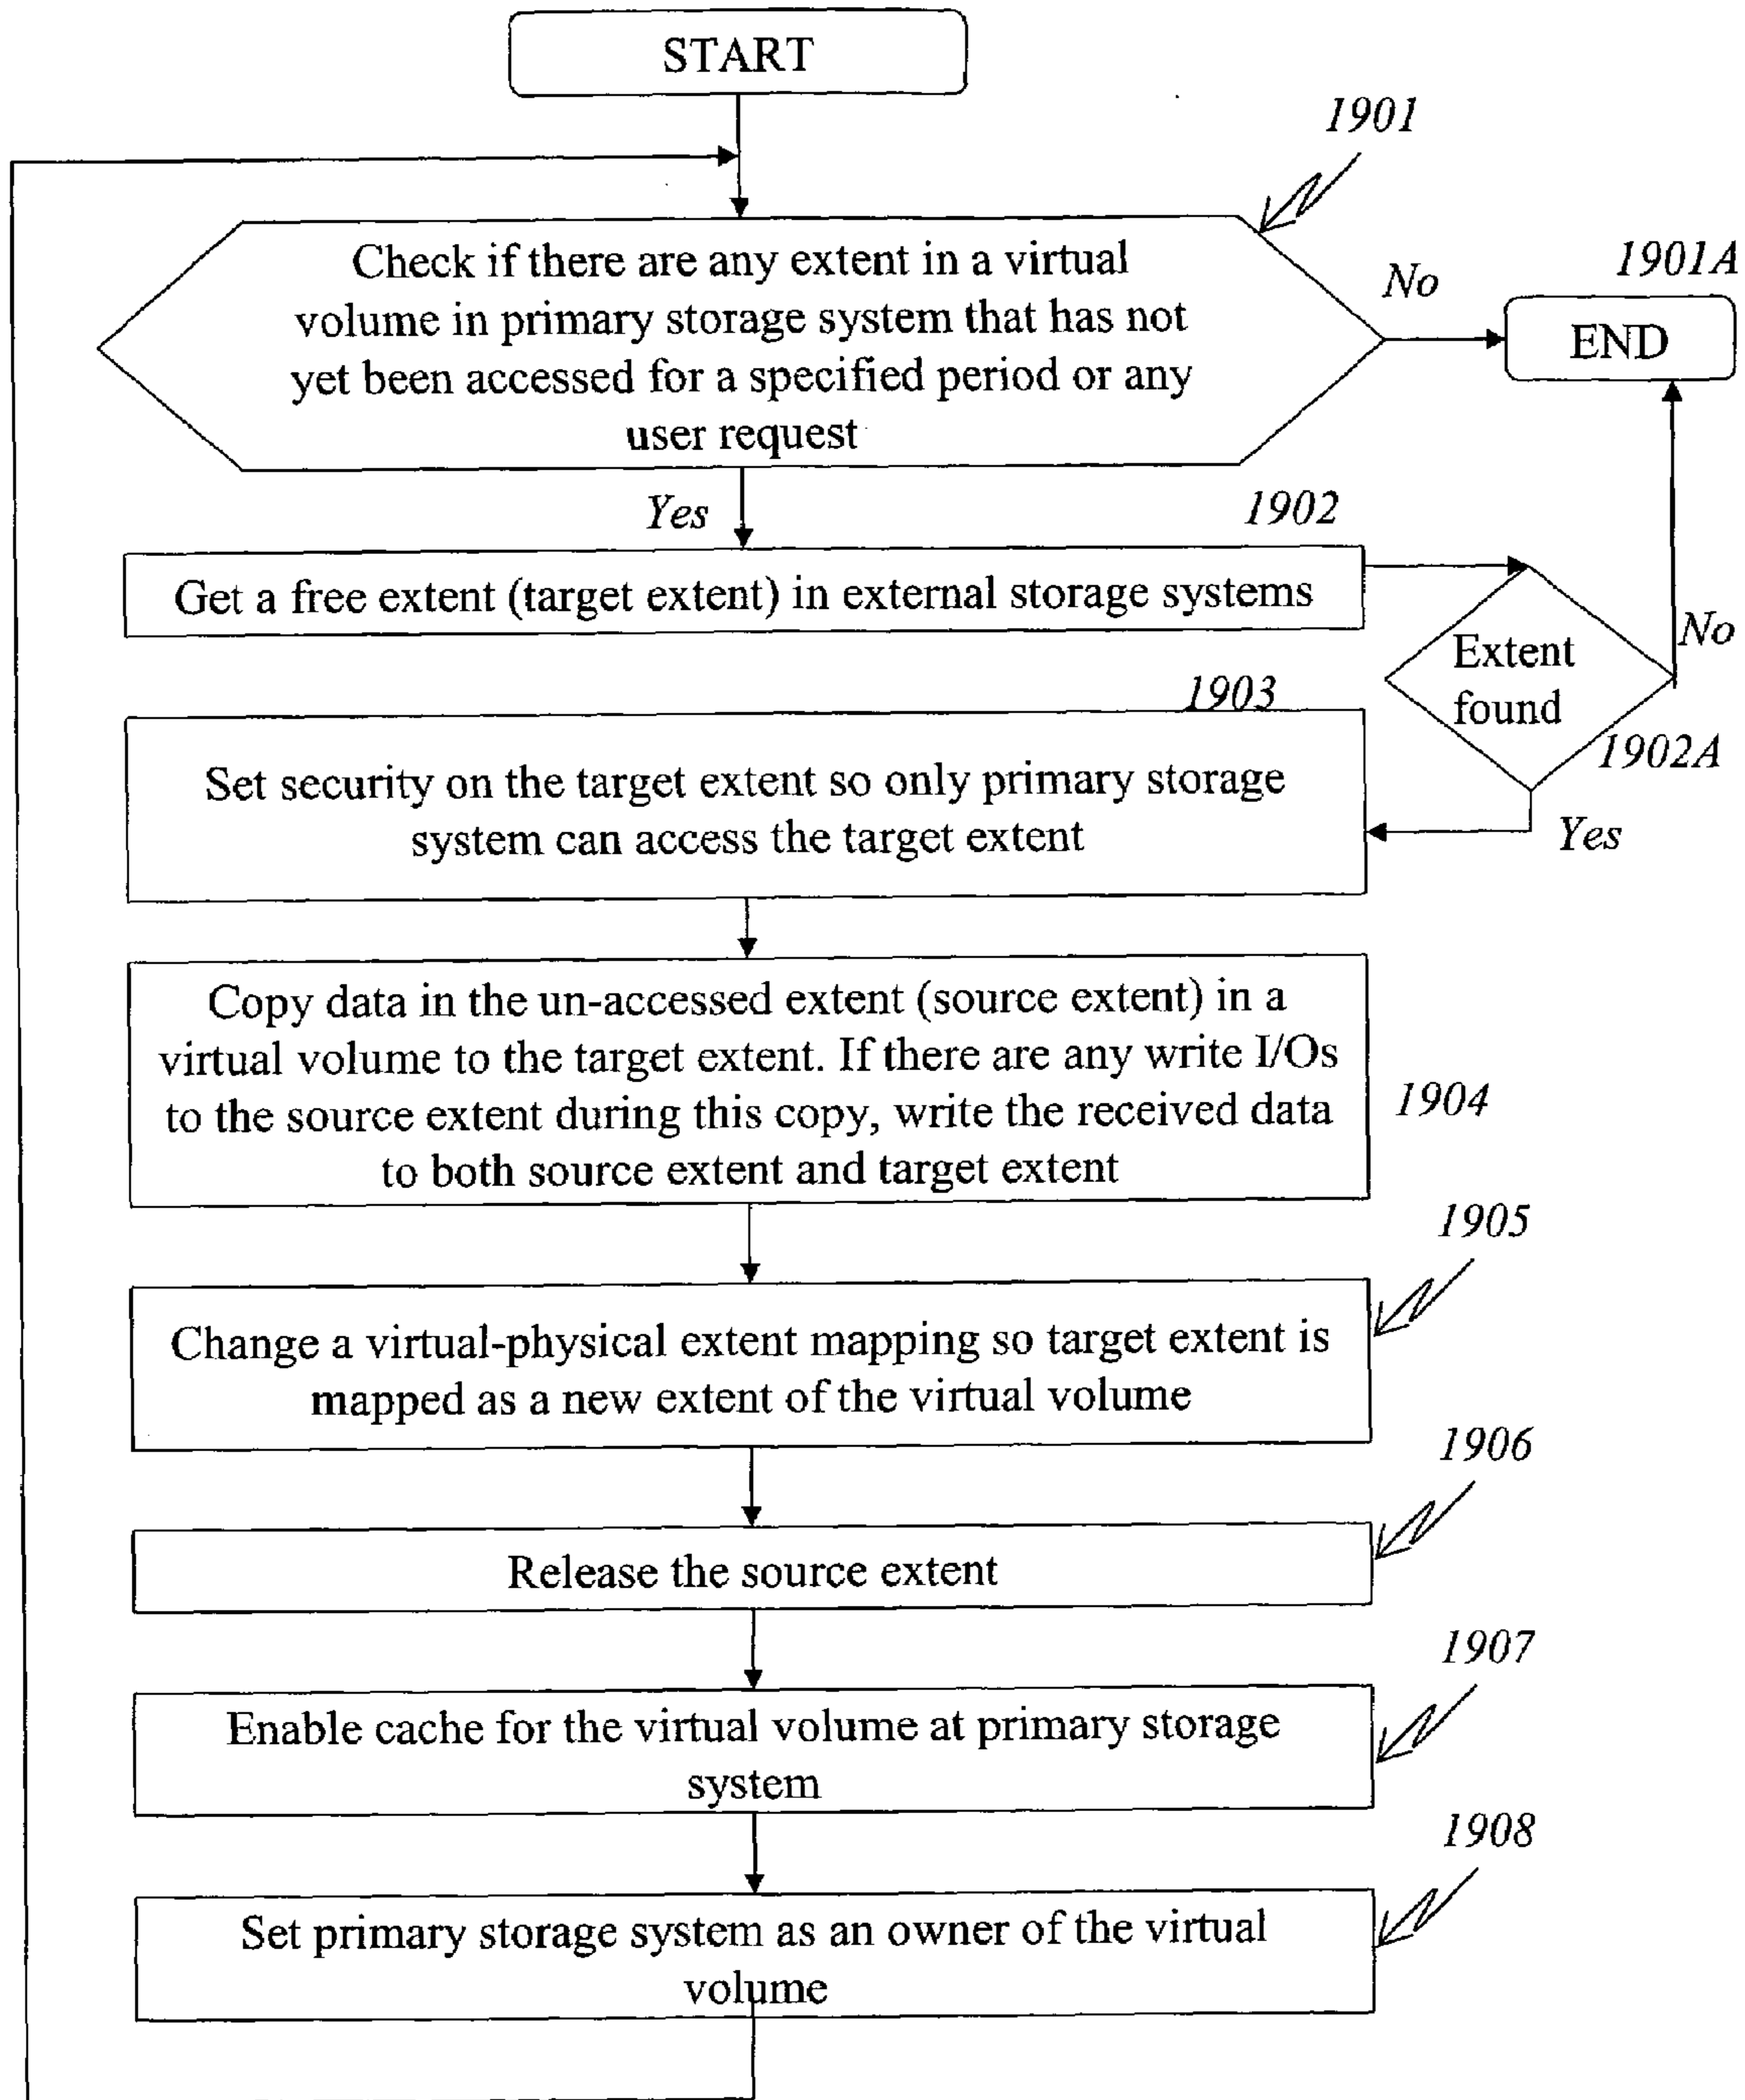 START
1901
Check if there are any extent in a virtual
volume in primary storage system that has not
yet been accessed for a specified period or any
user request
No
1901A
END
Yes
1902
Get a free extent (target extent) in external storage systems
Extent
found
No
1902A
Yes
1903
Set security on the target extent so only primary storage
system can access the target extent
Copy data in the un-accessed extent (source extent) in a
virtual volume to the target extent. If there are any write I/Os
to the source extent during this copy, write the received data
to both source extent and target extent
1904
1905
Change a virtual-physical extent mapping so target extent is
mapped as a new extent of the virtual volume
1906
Release the source extent
1907
Enable cache for the virtual volume at primary storage
system
1908
Set primary storage system as an owner of the virtual
volume